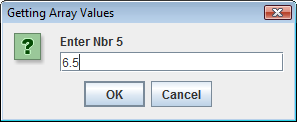 Getting Array Values
?
Enter Nbr 5
6.5
OK Cancel